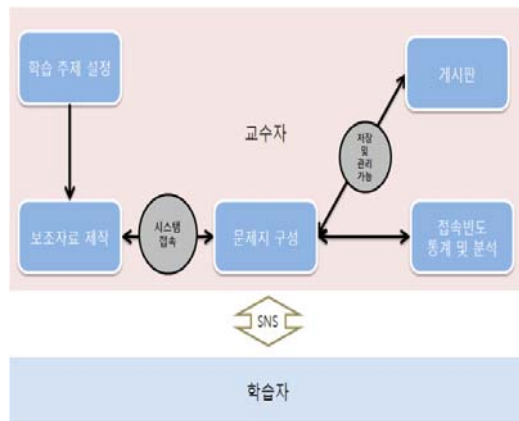 학습 주제 설정
게시판
교수자
저장
및
관리
가능
보조자료 제작
시스템
접속
문제지 구성
접속빈도
통계 및 분석
SNS
학습자